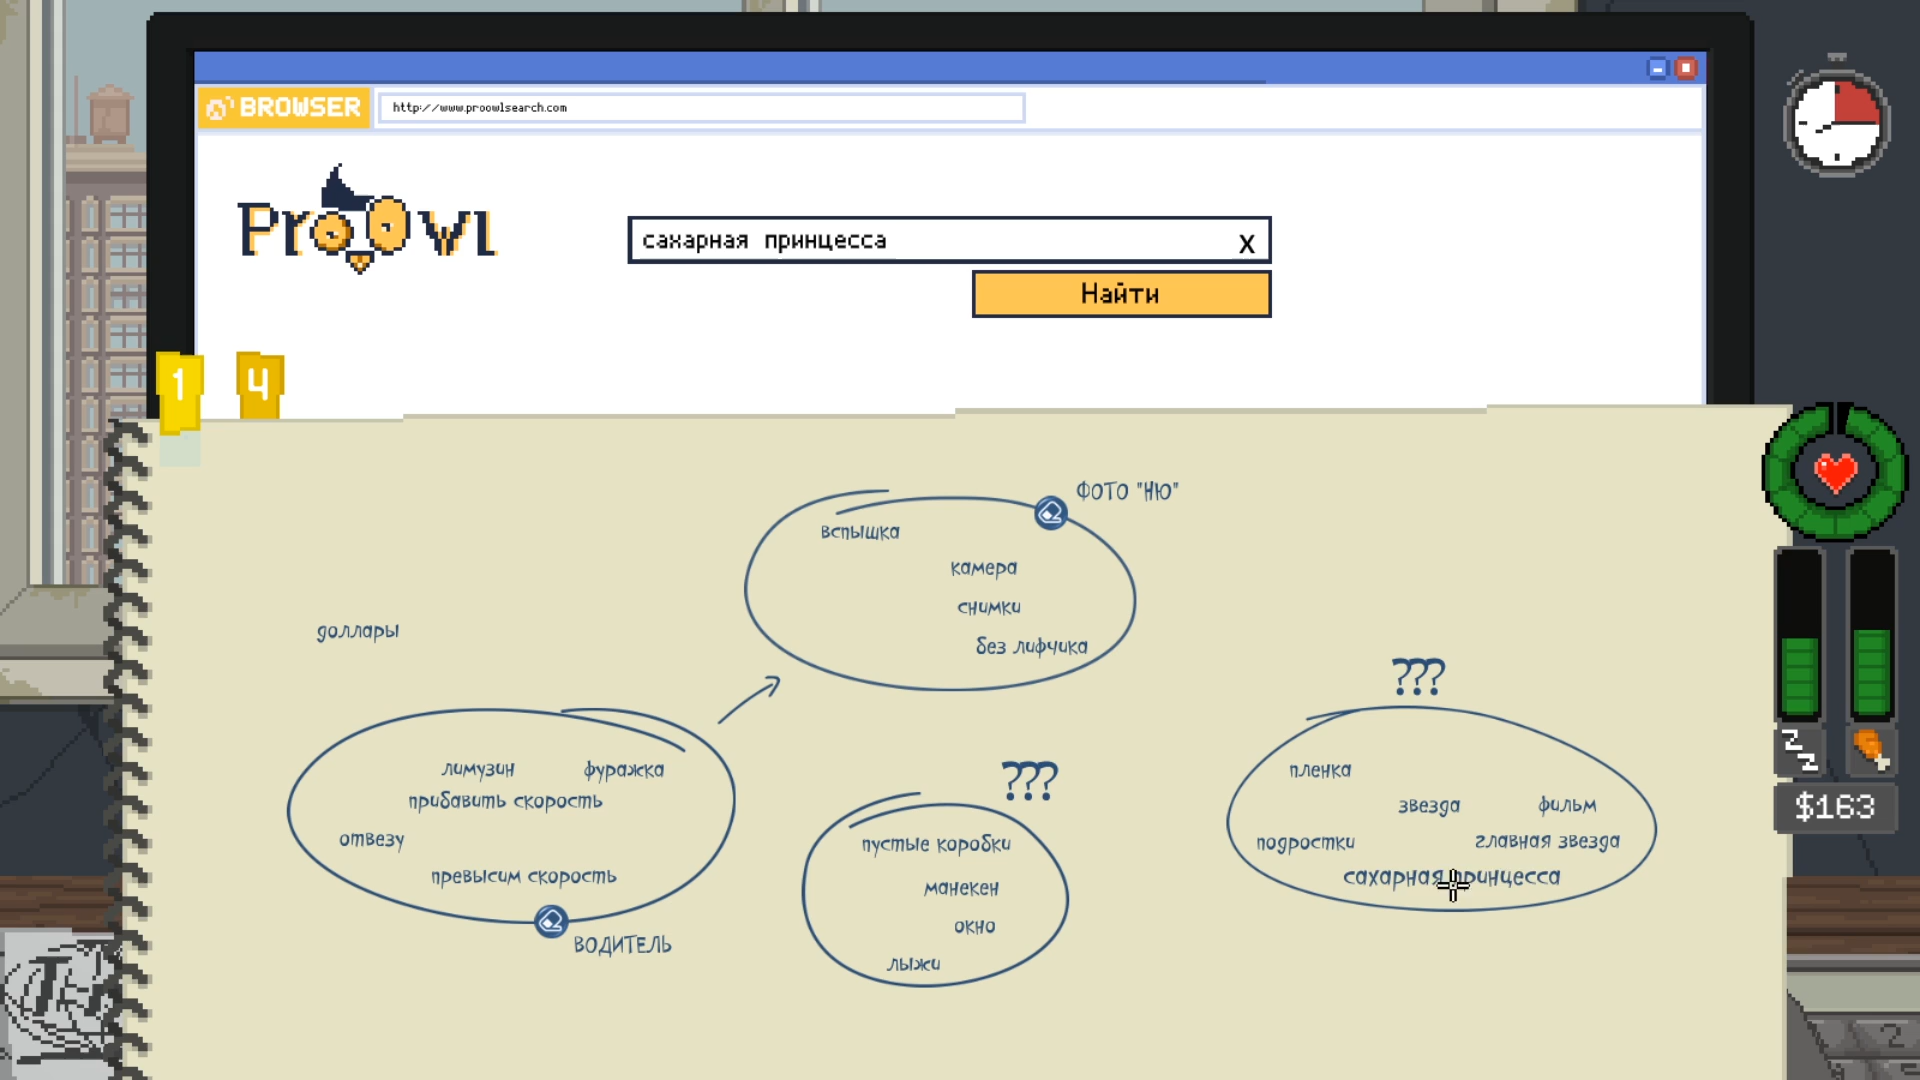 BROWSER
http://www.proowlsearch.com
PrOOwl
сахарная принцесса
X
Найти
1
4
ФОТО "НЮ"
вспышка
камера
снимки
без лифчика
доллары
???
лимузин
фуражка
прибавить скорость
отвезу
превысим скорость
ВОДИТЕЛЬ
???
пустые коробки
манекен
окно
лыжи
пленка
звезда
фильм
подростки
главная звезда
сахарная принцесса
$163
2